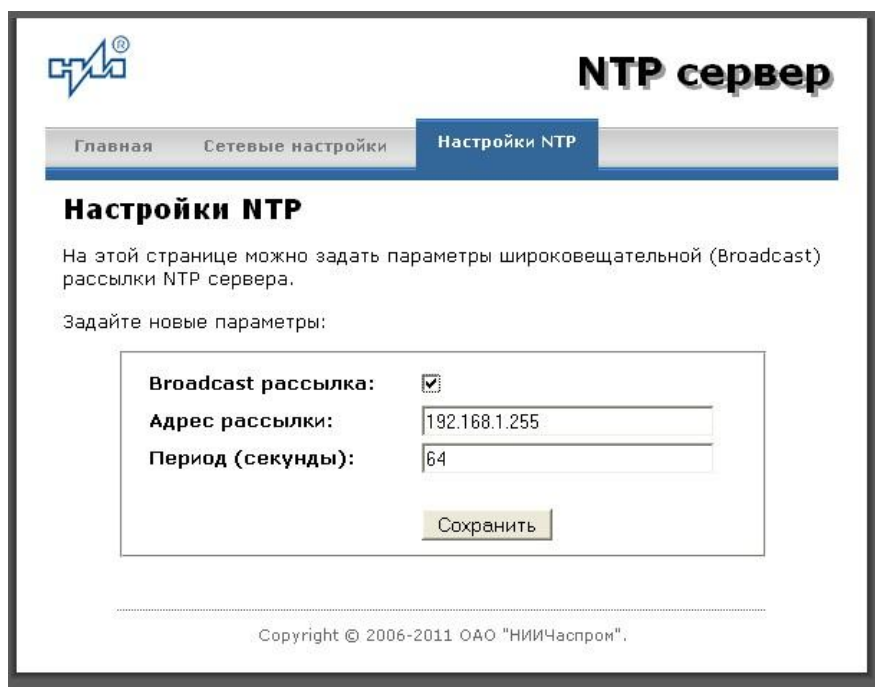 ®
NTP сервер
Главная Сетевые настройки Настройки NTP
Настройки NTP
На этой странице можно задать параметры широковещательной (Broadcast)
рассылки NTP сервера.
Задайте новые параметры:
Broadcast рассылка:
Адрес рассылки: 192.168.1.255
Период (секунды): 64
Сохранить
Copyright © 2006-2011 ОАО "НИИЧаспром".